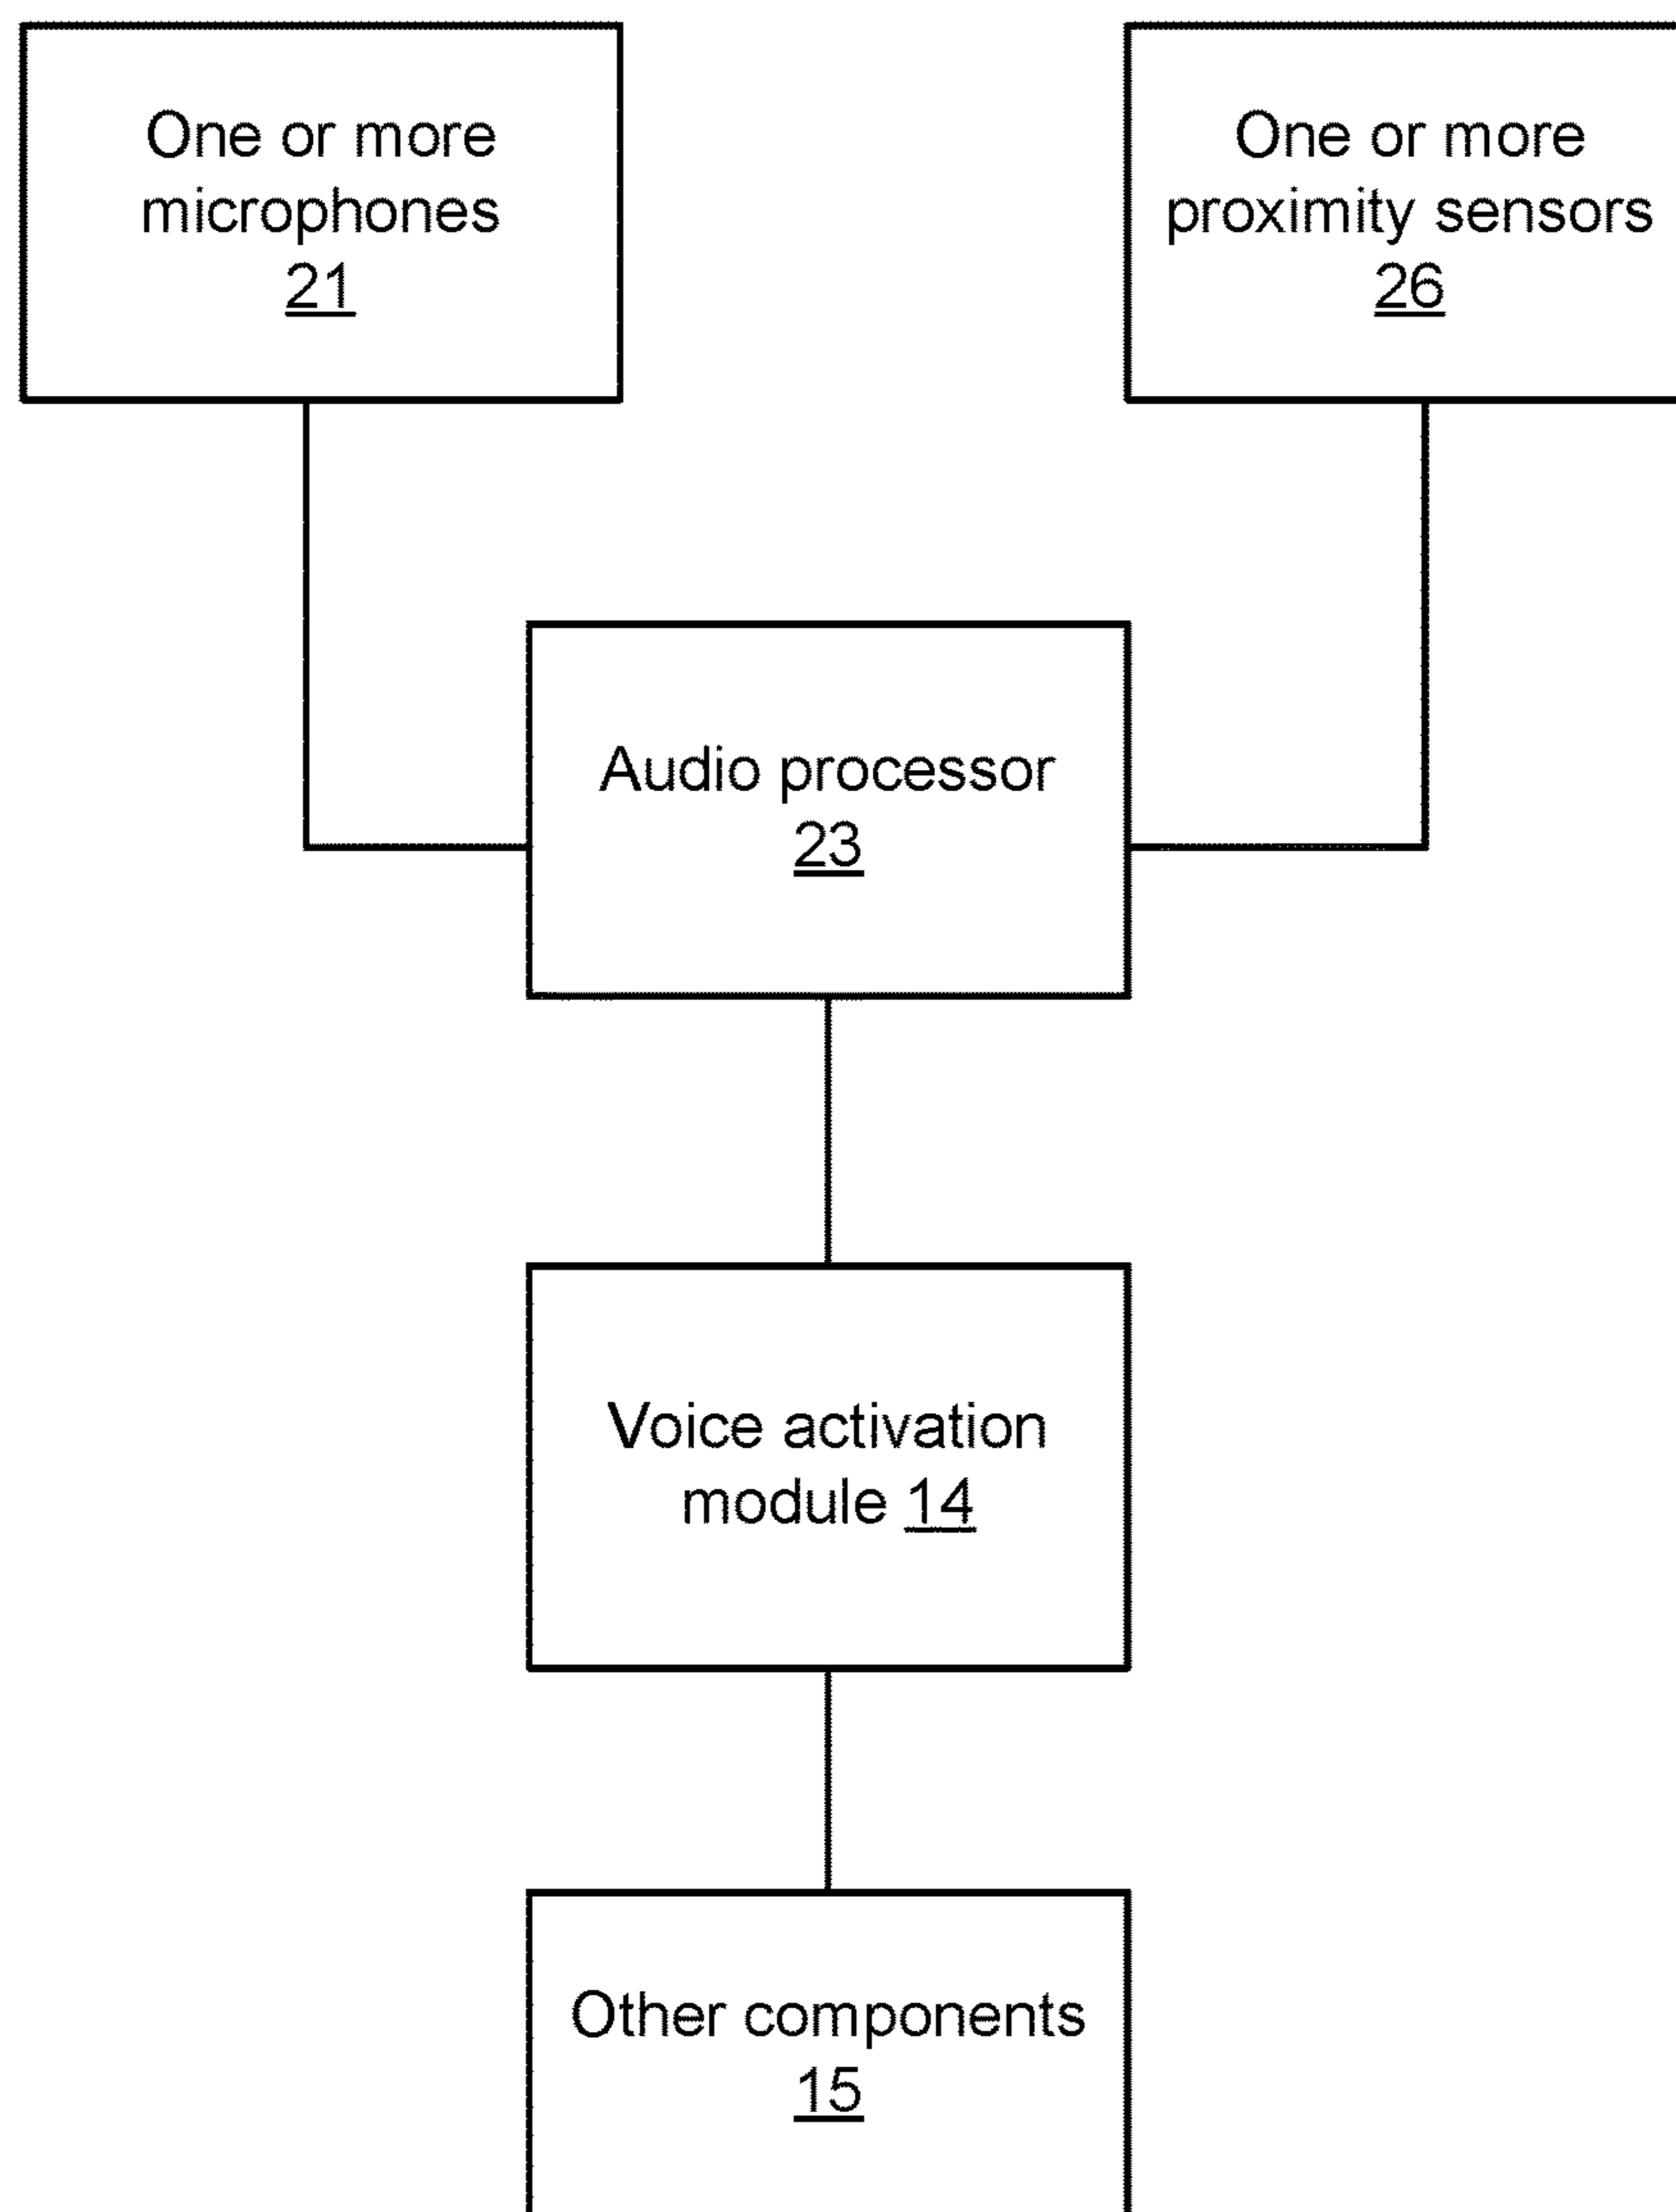 One or more
microphones
21
One or more
proximity sensors
26
Audio processor
23
Voice activation
module 14
Other components
15